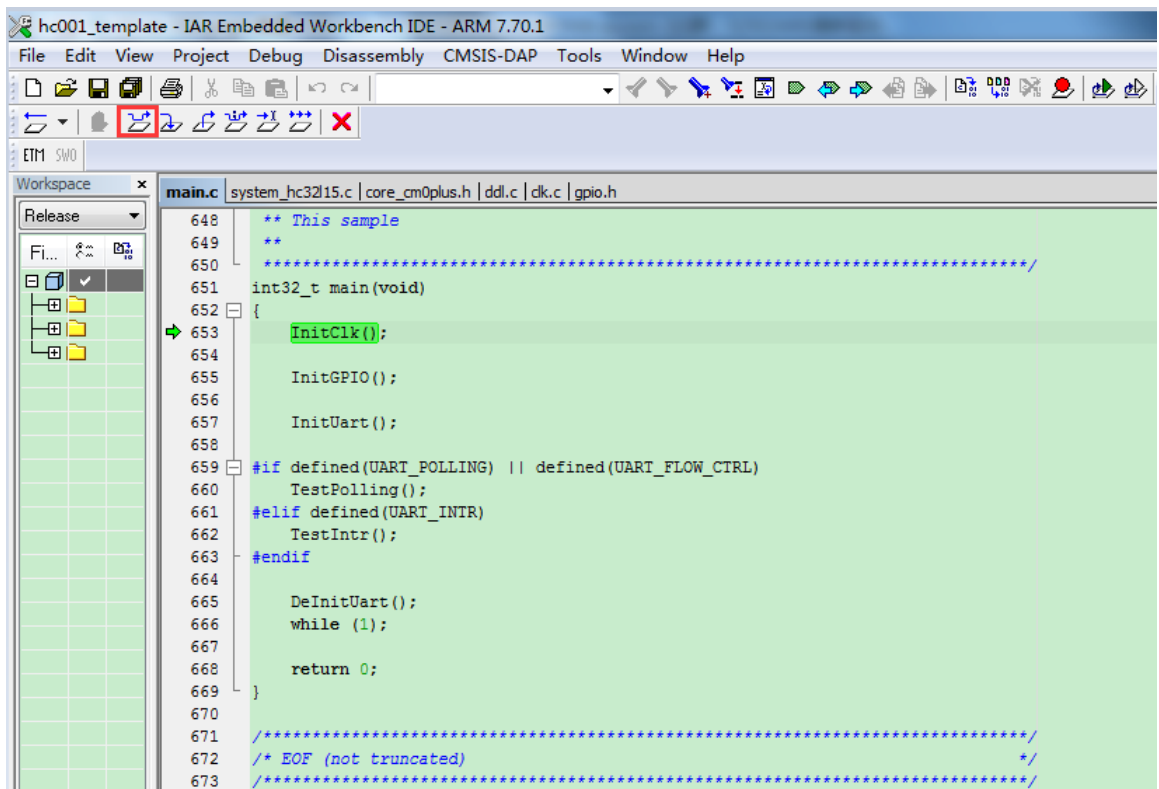 hc001_template - IAR Embedded Workbench IDE - ARM 7.70.1
File Edit View Project Debug Disassembly CMSIS-DAP Tools Window Help
ETM SWO
Workspace
main.c system_hc32l15.c core_cm0plus.h ddl.c clk.c gpio.h
Release
Fi...
648 ** This sample
649 **
650 ******************************************************************************/
651 int32_t main(void)
652 {
653 InitClk();
654
655 InitGPIO();
656
657 InitUart();
658
659 #if defined(UART_POLLING) || defined(UART_FLOW_CTRL)
660 TestPolling();
661 #elif defined(UART_INTR)
662 TestIntr();
663 #endif
664
665 DeInitUart();
666 while (1);
667
668 return 0;
669 }
670
671 /******************************************************************************/
672 /* EOF (not truncated) */
673 /******************************************************************************/